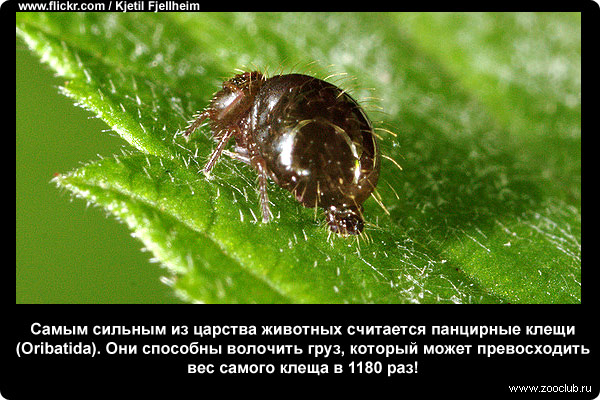 www.flickr.com / Kjetil Fjellheim
Самым сильным из царства животных считается панцирные клещи
(Oribatida). Они способны волочить груз, который может превосходить
вес самого клеща в 1180 раз!
www.zooclub.ru